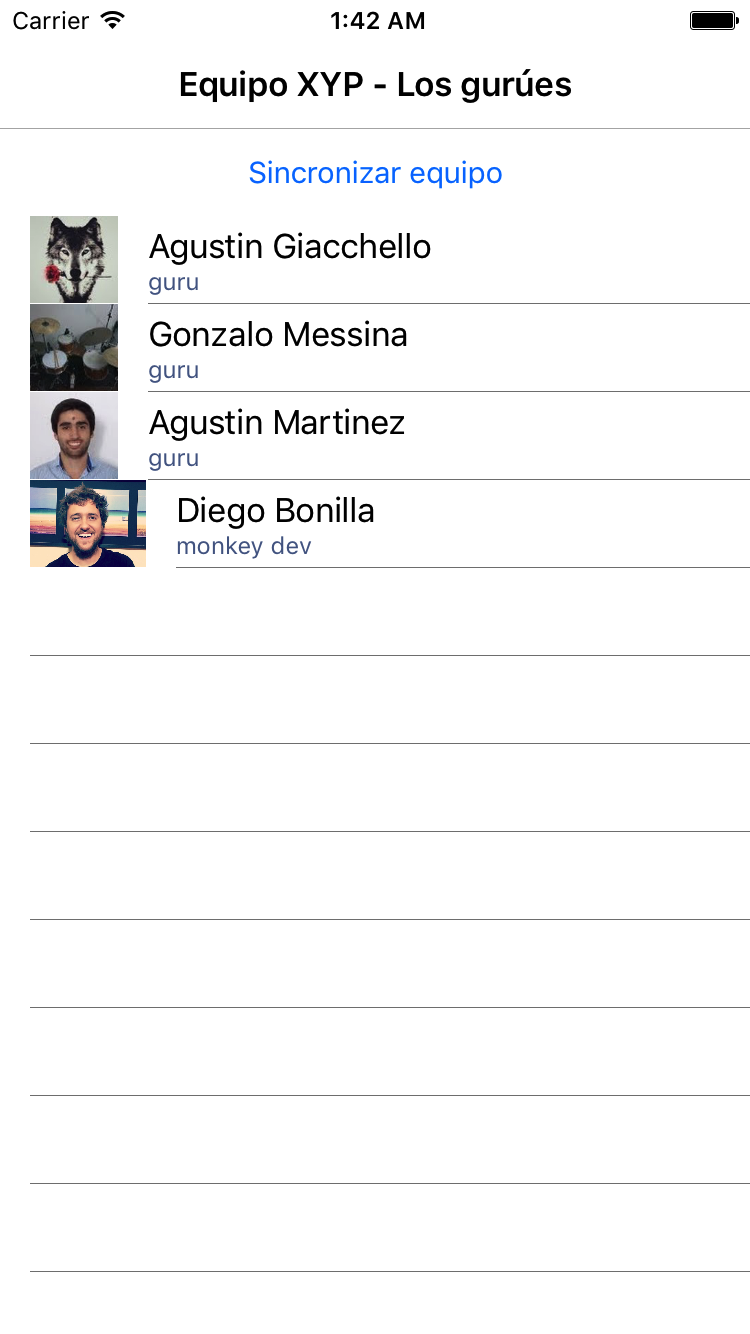 Carrier 1:42 AM
Equipo XYP - Los gurúes
Sincronizar equipo
Agustin Giacchello
guru
Gonzalo Messina
guru
Agustin Martinez
guru
Diego Bonilla
monkey dev